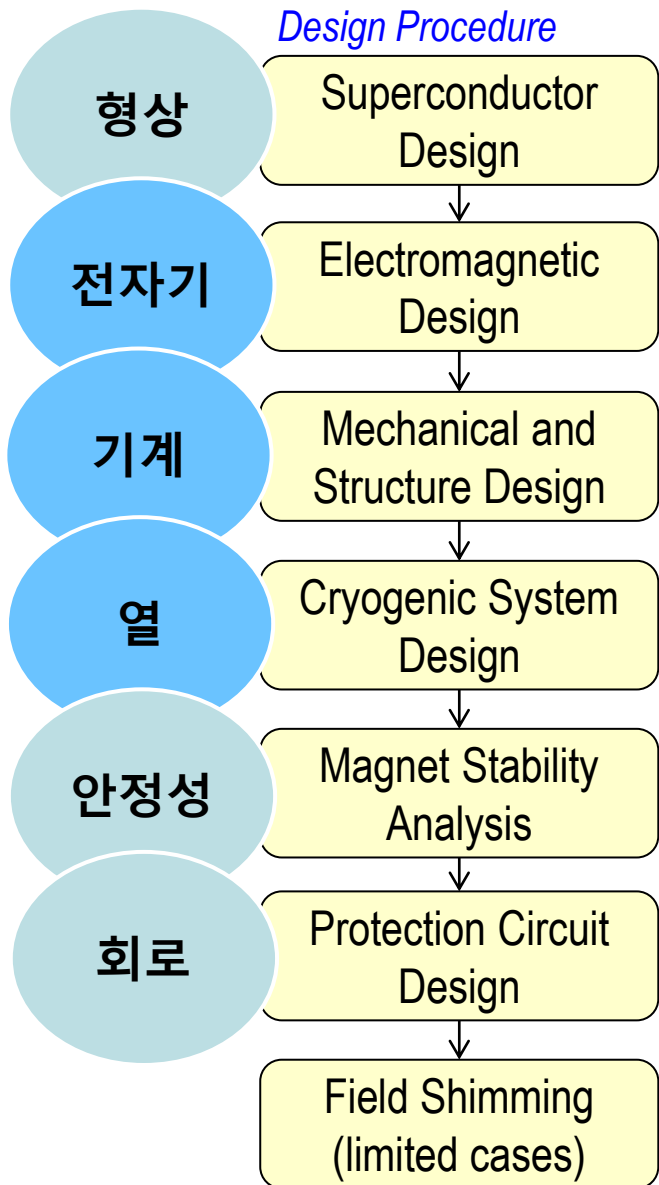 Design Procedure
형상
Superconductor
Design
전자기
Electromagnetic
Design
기계
Mechanical and
Structure Design
열
Cryogenic System
Design
안정성
Magnet Stability
Analysis
회로
Protection Circuit
Design
Field Shimming
(limited cases)